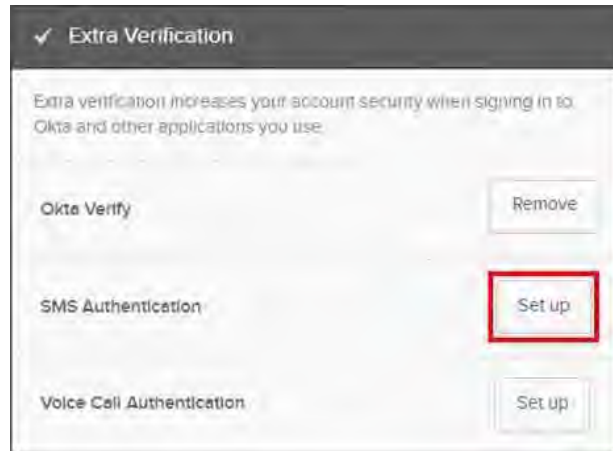 Extra Verification
Extra verification increases your account security when signing in to
Okta and other applications you use.
Okta Verify
Remove
SMS Authentication
Set up
Voice Call Authentication
Set up